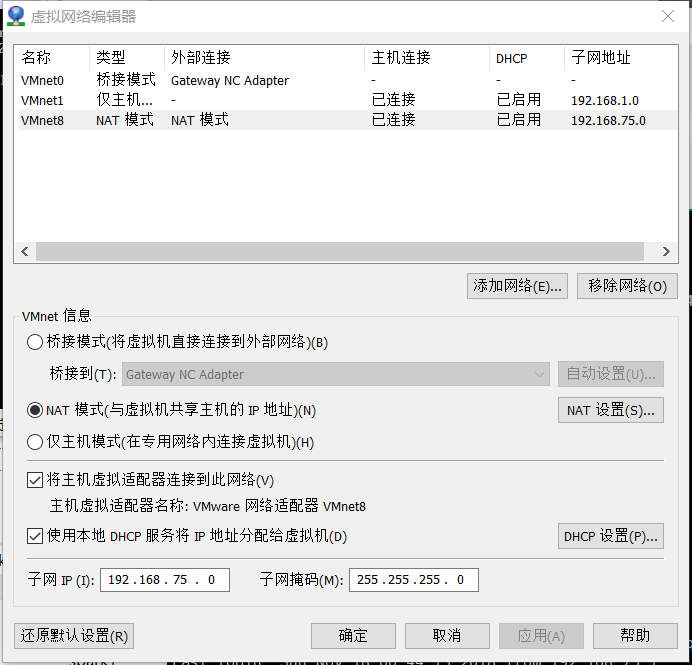 虚拟网络编辑器
名称 类型 外部连接 主机连接 DHCP 子网地址
VMnet0 桥接模式 Gateway NC Adapter - - -
VMnet1 仅主机... - 已连接 已启用 192.168.1.0
VMnet8 NAT 模式 NAT 模式 已连接 已启用 192.168.75.0
添加网络(E)... 移除网络(O)
VMnet 信息
桥接模式(将虚拟机直接连接到外部网络)(B)
桥接到(T): Gateway NC Adapter 自动设置(U)...
NAT 模式(与虚拟机共享主机的 IP 地址)(N) NAT 设置(S)...
仅主机模式(在专用网络内连接虚拟机)(H)
将主机虚拟适配器连接到此网络(V)
主机虚拟适配器名称: VMware 网络适配器 VMnet8
使用本地 DHCP 服务将 IP 地址分配给虚拟机(D) DHCP 设置(P)...
子网 IP (I): 192 . 168 . 75 . 0 子网掩码(M): 255 . 255 . 255 . 0
还原默认设置(R) 确定 取消 应用(A) 帮助